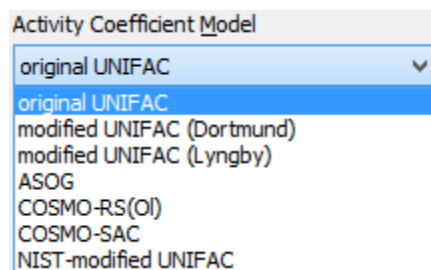 Activity Coefficient Model
original UNIFAC
original UNIFAC
modified UNIFAC (Dortmund)
modified UNIFAC (Lyngby)
ASOG
COSMO-RS(Ol)
COSMO-SAC
NIST-modified UNIFAC